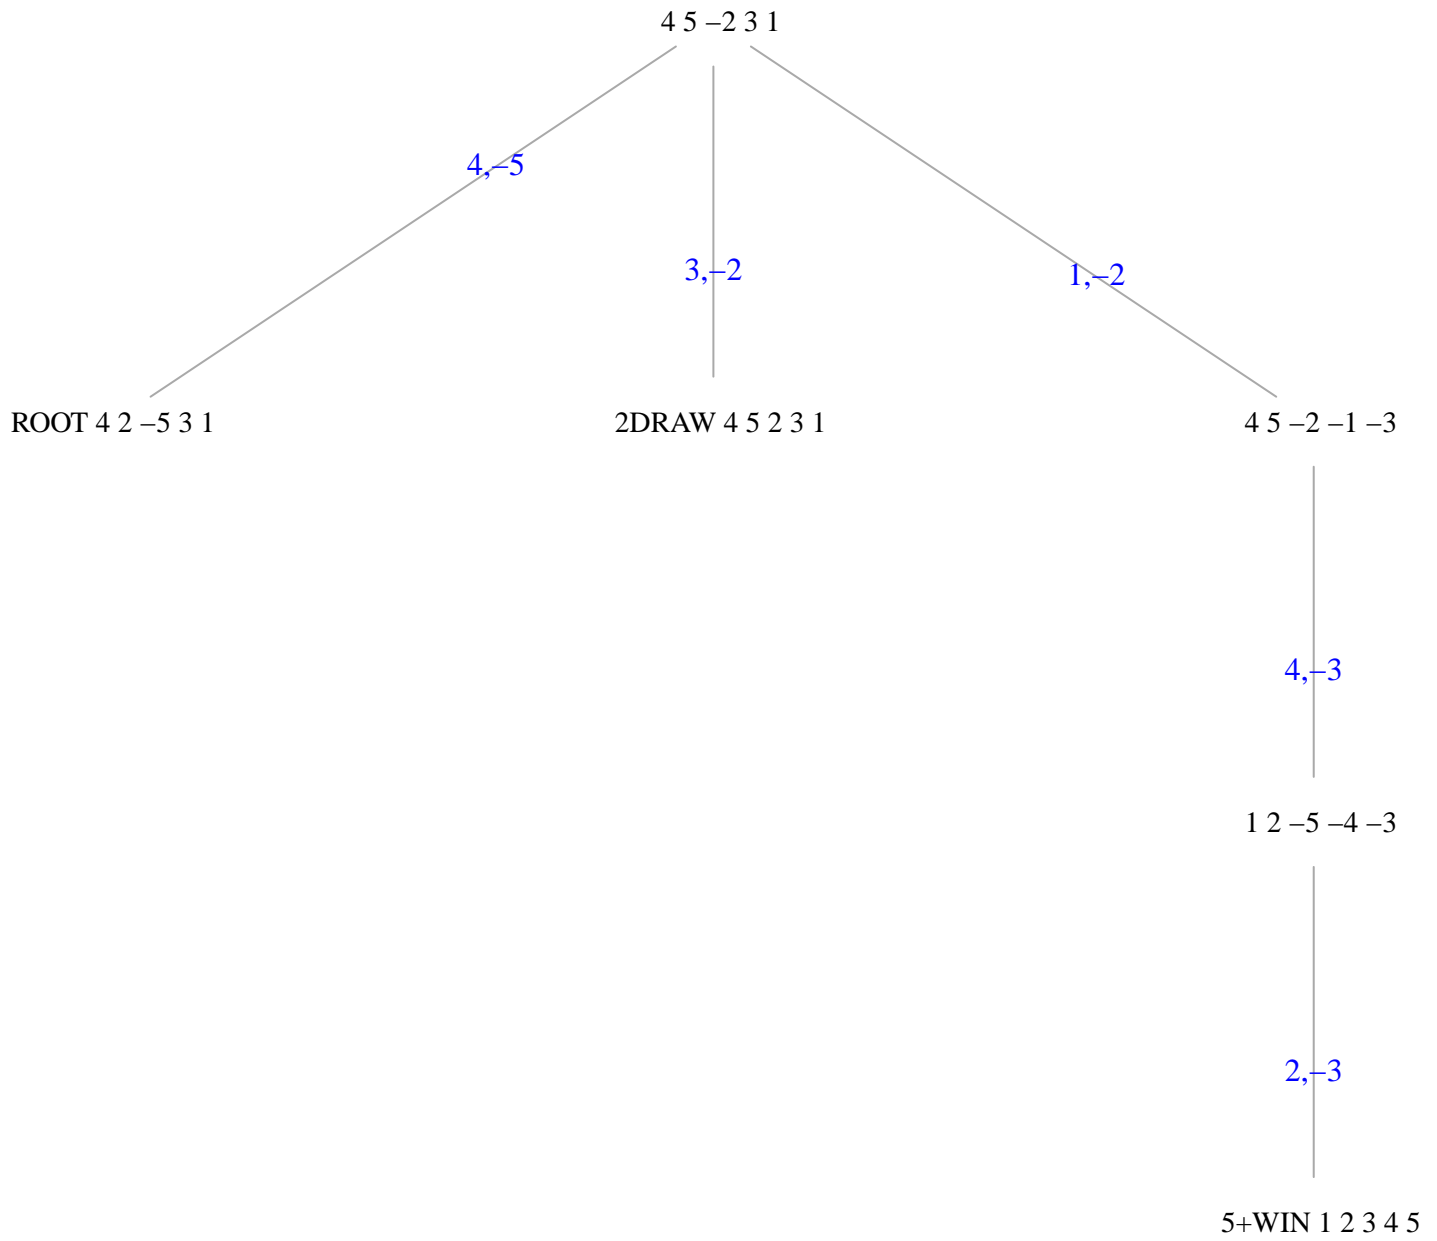 4 5 –2 3 1
4,–5
3,–2
1,–2
ROOT 4 2 –5 3 1
2DRAW 4 5 2 3 1
4 5 –2 –1 –3
4,–3
1 2 –5 –4 –3
2,–3
5+WIN 1 2 3 4 5